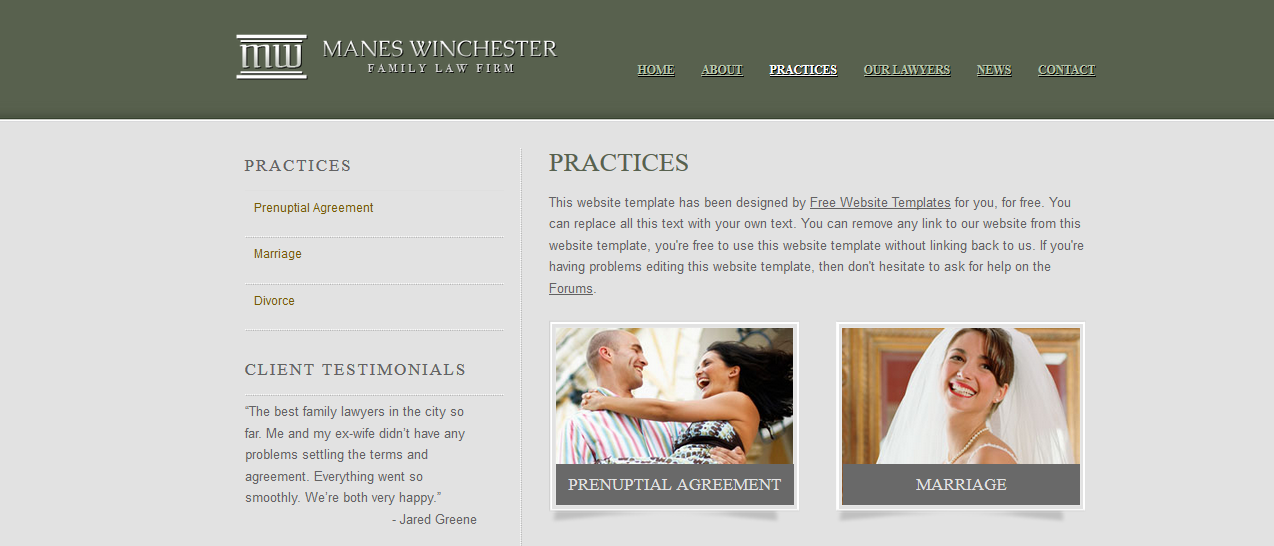 mw
MANES WINCHESTER
FAMILY LAW FIRM
HOME ABOUT PRACTICES OUR LAWYERS NEWS CONTACT
PRACTICES
Prenuptial Agreement
Marriage
Divorce
CLIENT TESTIMONIALS
“The best family lawyers in the city so
far. Me and my ex-wife didn’t have any
problems settling the terms and
agreement. Everything went so
smoothly. We’re both very happy.”
- Jared Greene
PRACTICES
This website template has been designed by Free Website Templates for you, for free. You
can replace all this text with your own text. You can remove any link to our website from this
website template, you're free to use this website template without linking back to us. If you're
having problems editing this website template, then don't hesitate to ask for help on the
Forums.
PRENUPTIAL AGREEMENT
MARRIAGE